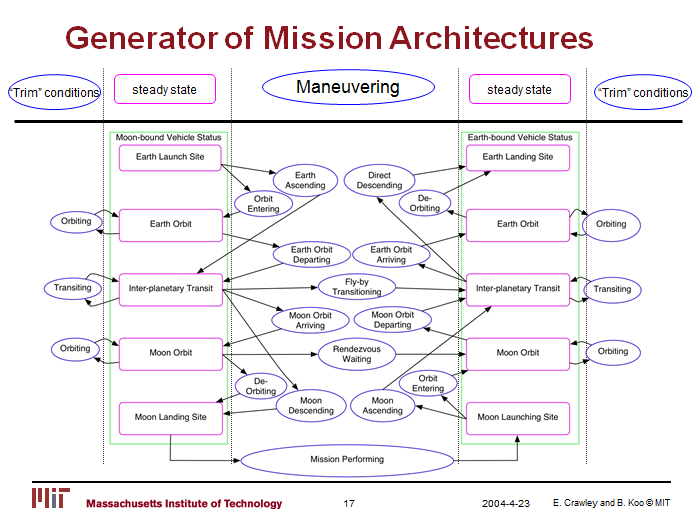 Generator of Mission Architectures
“Trim” conditions
steady state
Maneuvering
steady state
“Trim” conditions
Moon-bound Vehicle Status
Earth-bound Vehicle Status
Earth Launch Site
Earth
Ascending
Direct
Descending
Earth Landing Site
Orbit
Entering
De-
Orbiting
Orbiting
Earth Orbit
Earth Orbit
Orbiting
Earth Orbit
Departing
Earth Orbit
Arriving
Transiting
Inter-planetary Transit
Fly-by
Transitioning
Inter-planetary Transit
Transiting
Moon Orbit
Arriving
Moon Orbit
Departing
Orbiting
Moon Orbit
Rendezvous
Waiting
Moon Orbit
Orbiting
De-
Orbiting
Orbit
Entering
Moon Landing Site
Moon
Descending
Moon
Ascending
Moon Launching Site
Mission Performing
MIT
Massachusetts Institute of Technology
17
2004-4-23
E. Crawley and B. Koo © MIT